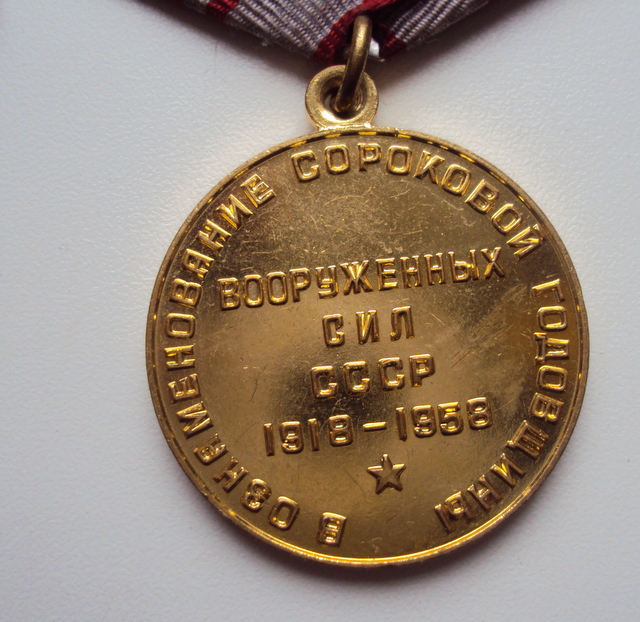 В ОЗНАМЕНОВАНИЕ СОРОКОВОЙ ГОДОВЩИНЫ
ВООРУЖЕННЫХ
СИЛ
СССР
1918-1958